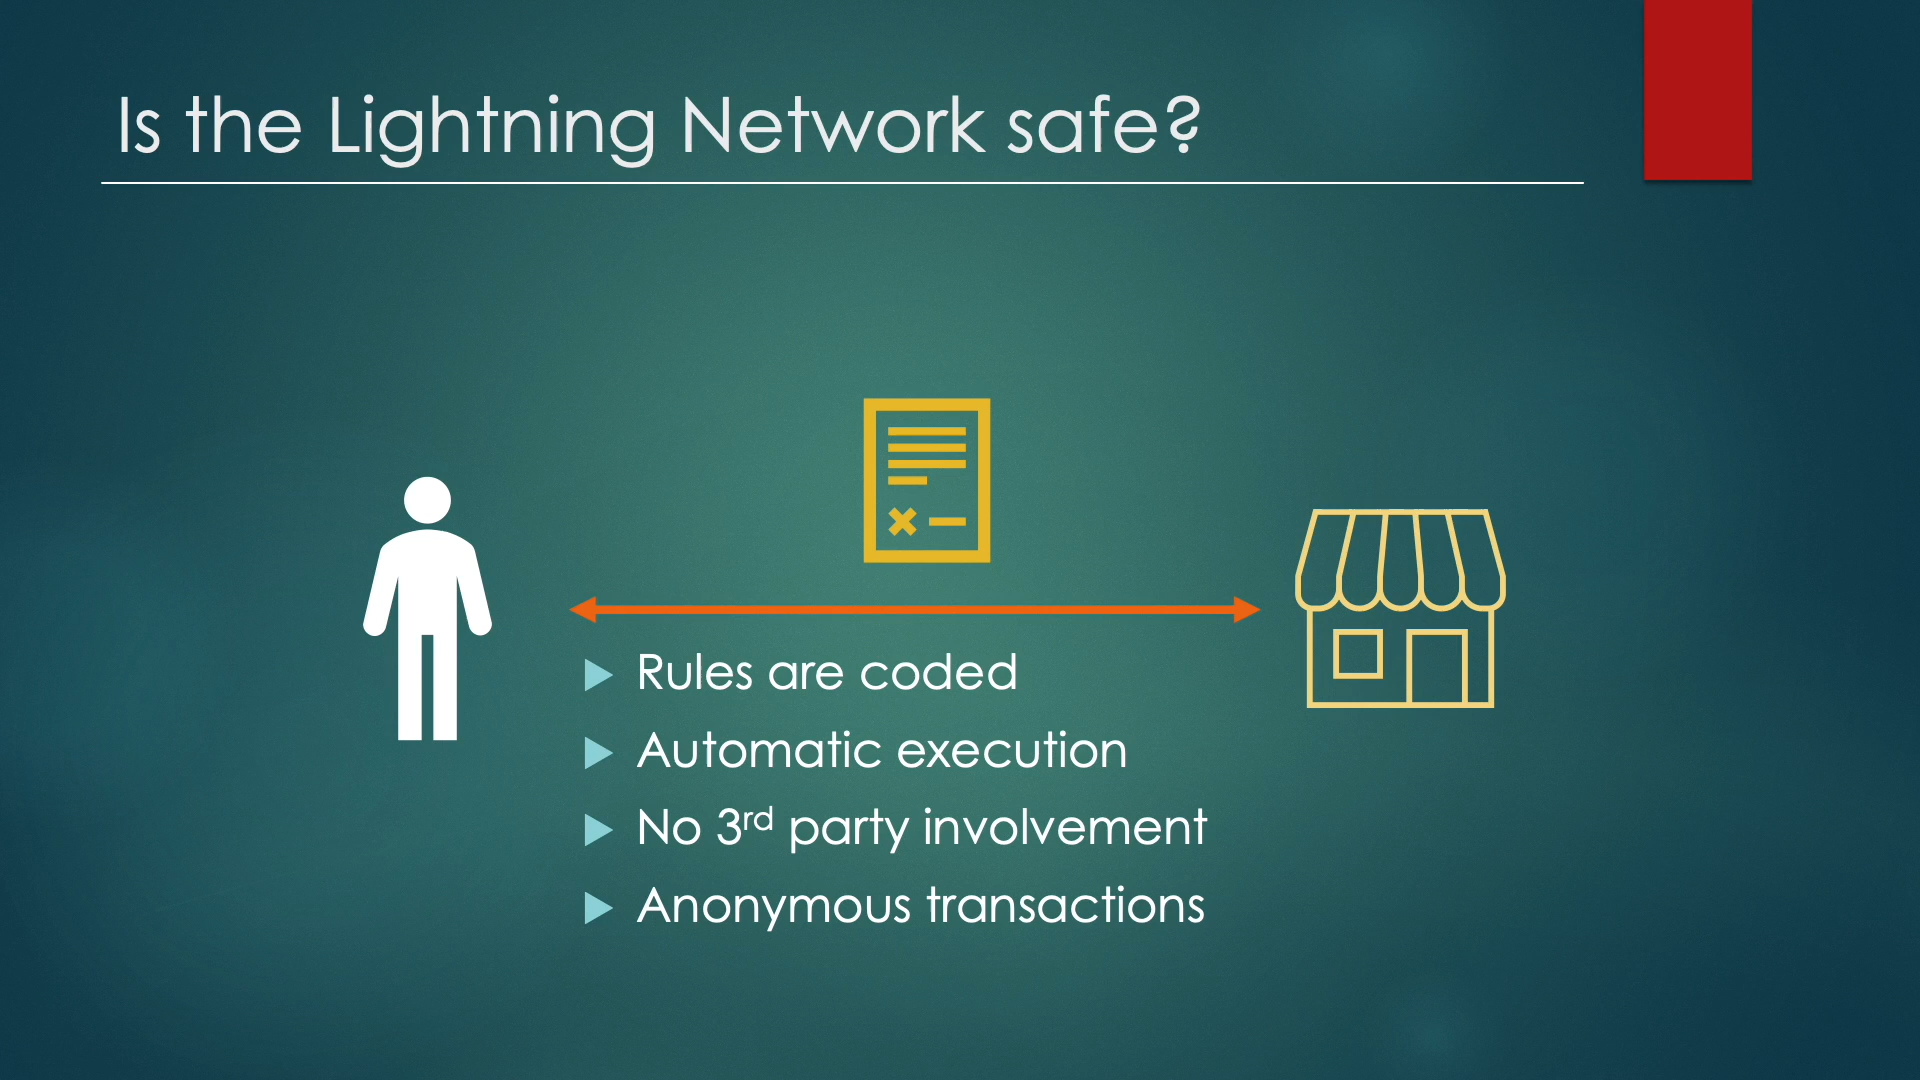 Is the Lightning Network safe?
Rules are coded
Automatic execution
No 3rd party involvement
Anonymous transactions